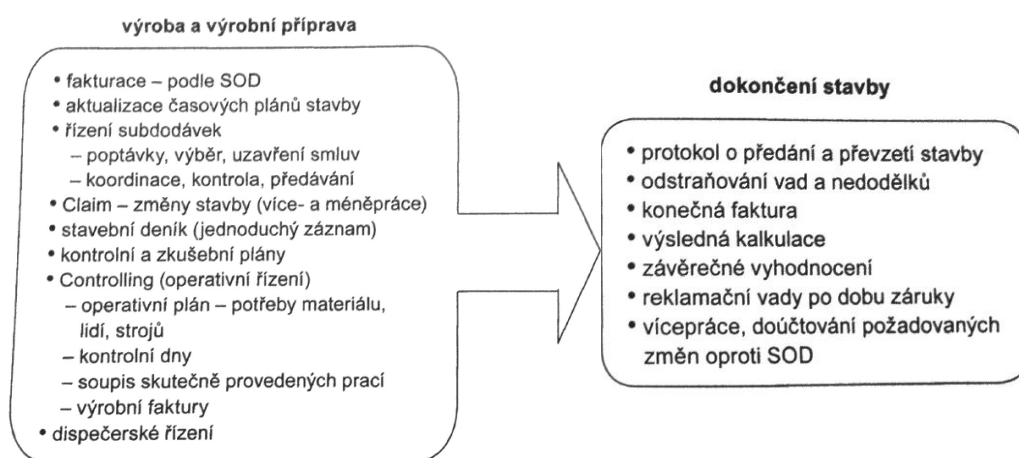 výroba a výrobní příprava
• fakturace – podle SOD
• aktualizace časových plánů stavby
• řízení subdodávek
– poptávky, výběr, uzavření smluv
– koordinace, kontrola, předávání
• Claim – změny stavby (více- a méněpráce)
• stavební deník (jednoduchý záznam)
• kontrolní a zkušební plány
• Controlling (operativní řízení)
– operativní plán – potřeby materiálu,
lidí, strojů
– kontrolní dny
– soupis skutečně provedených prací
– výrobní faktury
• dispečerské řízení
dokončení stavby
• protokol o předání a převzetí stavby
• odstraňování vad a nedodělků
• konečná faktura
• výsledná kalkulace
• závěrečné vyhodnocení
• reklamační vady po dobu záruky
• vícepráce, doúčtování požadovaných
změn oproti SOD